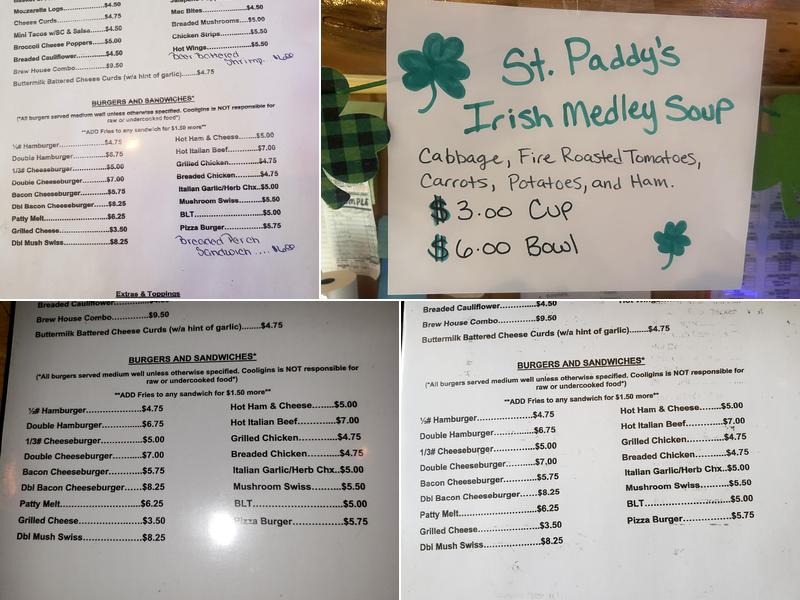 Mozzarella Logs..............$4.50
Cheese Curds..............$4.75
Mini Tacos w/SC & Salsa.....$4.50
Broccoli Cheese Poppers......$5.00
Breaded Cauliflower..........$4.50
Brew House Combo............$9.50
Buttermilk Battered Cheese Curds (w/a hint of garlic).......$4.75
Mac Bites................$4.50
Breaded Mushrooms.....$5.00
Chicken Strips..............$5.50
Hot Wings..................$5.50
Beer Battered
Shrimp. $6.00
BURGERS AND SANDWICHES*
(*All burgers served medium well unless otherwise specified. Cooligins is NOT responsible for
raw or undercooked food*)
**ADD Fries to any sandwich for $1.50 more**
½# Hamburger..................$4.75
Double Hamburger.............$6.75
1/3# Cheeseburger.............$5.00
Double Cheeseburger.........$7.00
Bacon Cheeseburger..........$5.75
Dbl Bacon Cheeseburger......$8.25
Patty Melt......................$6.25
Grilled Cheese.................$3.50
Dbl Mush Swiss................$8.25
Hot Ham & Cheese.......$5.00
Hot Italian Beef............$7.00
Grilled Chicken............$4.75
Breaded Chicken.........$4.75
Italian Garlic/Herb Chx..$5.00
Mushroom Swiss..........$5.50
BLT..........................$5.00
Pizza Burger...............$5.75
Breaded Perch
Sandwich .... $6.00
Extras & Toppings
St. Paddy's
Irish Medley Soup
Cabbage, Fire Roasted Tomatoes,
Carrots, Potatoes, and Ham.
$3.00 Cup
$6.00 Bowl
Breaded Cauliflower..........$4.50
Brew House Combo............$9.50
Buttermilk Battered Cheese Curds (w/a hint of garlic).......$4.75
BURGERS AND SANDWICHES*
(*All burgers served medium well unless otherwise specified. Cooligins is NOT responsible for
raw or undercooked food*)
**ADD Fries to any sandwich for $1.50 more**
½# Hamburger..................$4.75
Double Hamburger.............$6.75
1/3# Cheeseburger.............$5.00
Double Cheeseburger.........$7.00
Bacon Cheeseburger..........$5.75
Dbl Bacon Cheeseburger......$8.25
Patty Melt......................$6.25
Grilled Cheese.................$3.50
Dbl Mush Swiss................$8.25
Hot Ham & Cheese.......$5.00
Hot Italian Beef............$7.00
Grilled Chicken............$4.75
Breaded Chicken.........$4.75
Italian Garlic/Herb Chx..$5.00
Mushroom Swiss..........$5.50
BLT..........................$5.00
Pizza Burger...............$5.75
Breaded Cauliflower..........$4.50
Brew House Combo............$9.50
Buttermilk Battered Cheese Curds (w/a hint of garlic).......$4.75
BURGERS AND SANDWICHES*
(*All burgers served medium well unless otherwise specified. Cooligins is NOT responsible for
raw or undercooked food*)
**ADD Fries to any sandwich for $1.50 more**
½# Hamburger..................$4.75
Double Hamburger.............$6.75
1/3# Cheeseburger.............$5.00
Double Cheeseburger.........$7.00
Bacon Cheeseburger..........$5.75
Dbl Bacon Cheeseburger......$8.25
Patty Melt......................$6.25
Grilled Cheese.................$3.50
Dbl Mush Swiss................$8.25
Hot Ham & Cheese.......$5.00
Hot Italian Beef............$7.00
Grilled Chicken............$4.75
Breaded Chicken.........$4.75
Italian Garlic/Herb Chx..$5.00
Mushroom Swiss..........$5.50
BLT..........................$5.00
Pizza Burger...............$5.75